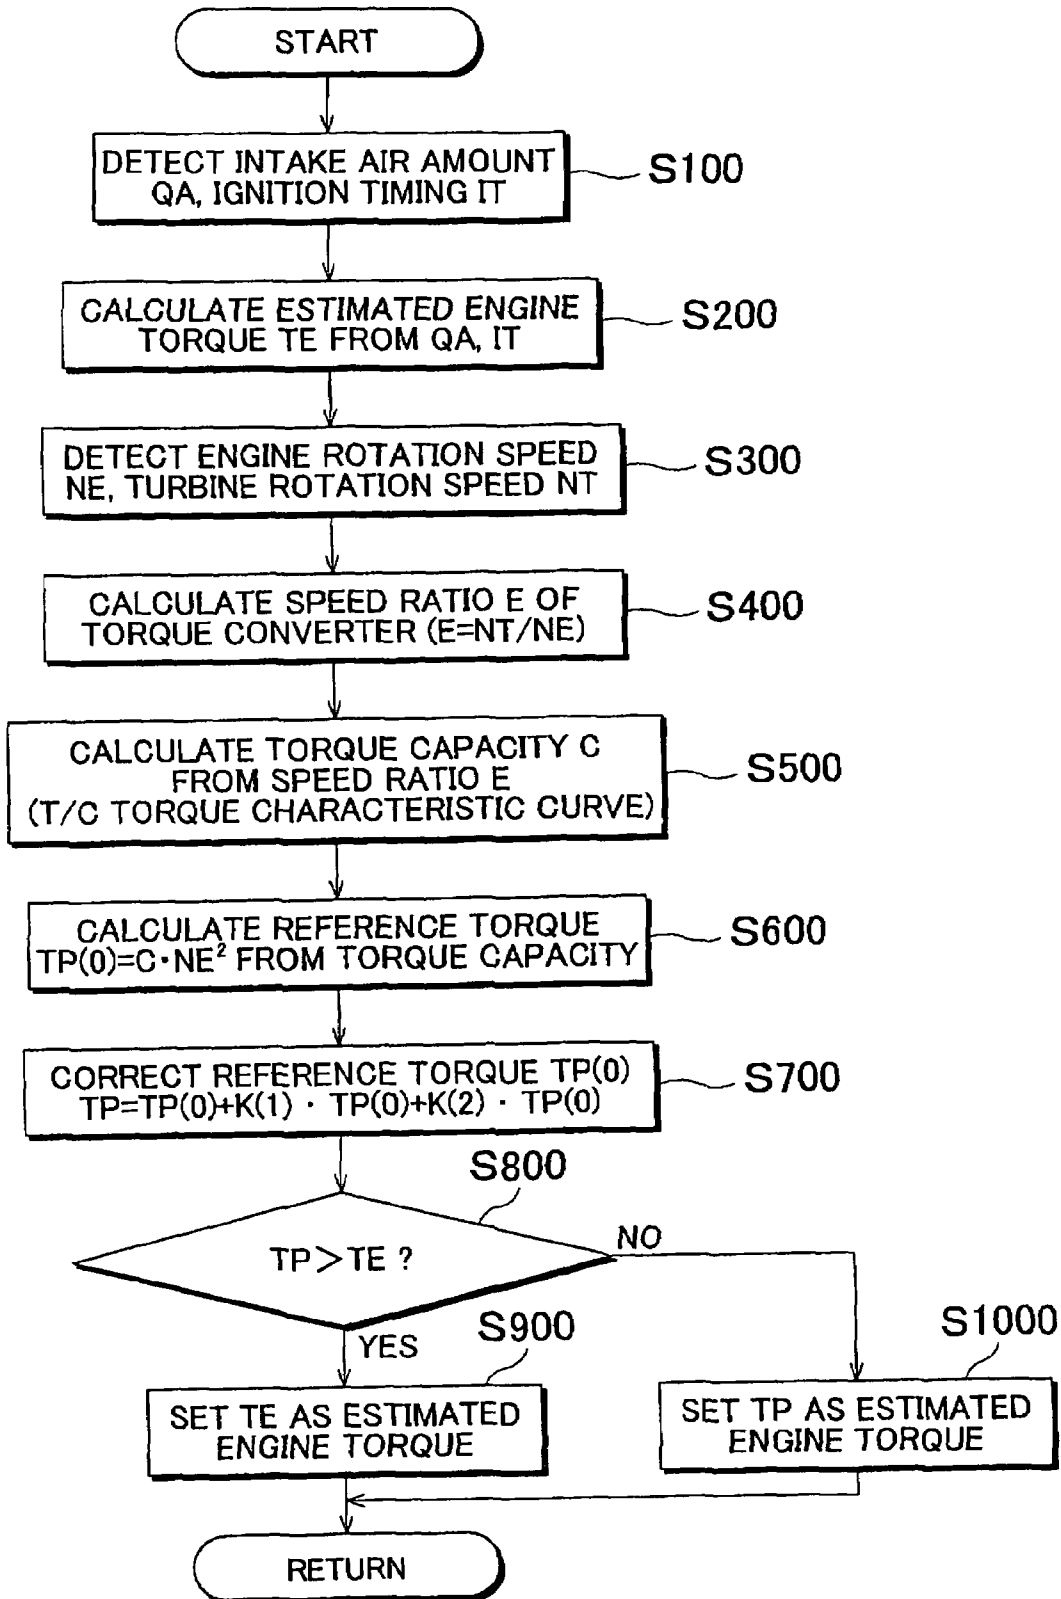 START
DETECT INTAKE AIR AMOUNT
QA, IGNITION TIMING IT
S100
CALCULATE ESTIMATED ENGINE
TORQUE TE FROM QA, IT
S200
DETECT ENGINE ROTATION SPEED
NE, TURBINE ROTATION SPEED NT
S300
CALCULATE SPEED RATIO E OF
TORQUE CONVERTER (E=NT/NE)
S400
CALCULATE TORQUE CAPACITY C
FROM SPEED RATIO E
(T/C TORQUE CHARACTERISTIC CURVE)
S500
CALCULATE REFERENCE TORQUE
TP(0)=C·NE² FROM TORQUE CAPACITY
S600
CORRECT REFERENCE TORQUE TP(0)
TP=TP(0)+K(1) · TP(0)+K(2) · TP(0)
S700
S800
TP>TE ?
NO
YES
S900
SET TE AS ESTIMATED
ENGINE TORQUE
S1000
SET TP AS ESTIMATED
ENGINE TORQUE
RETURN